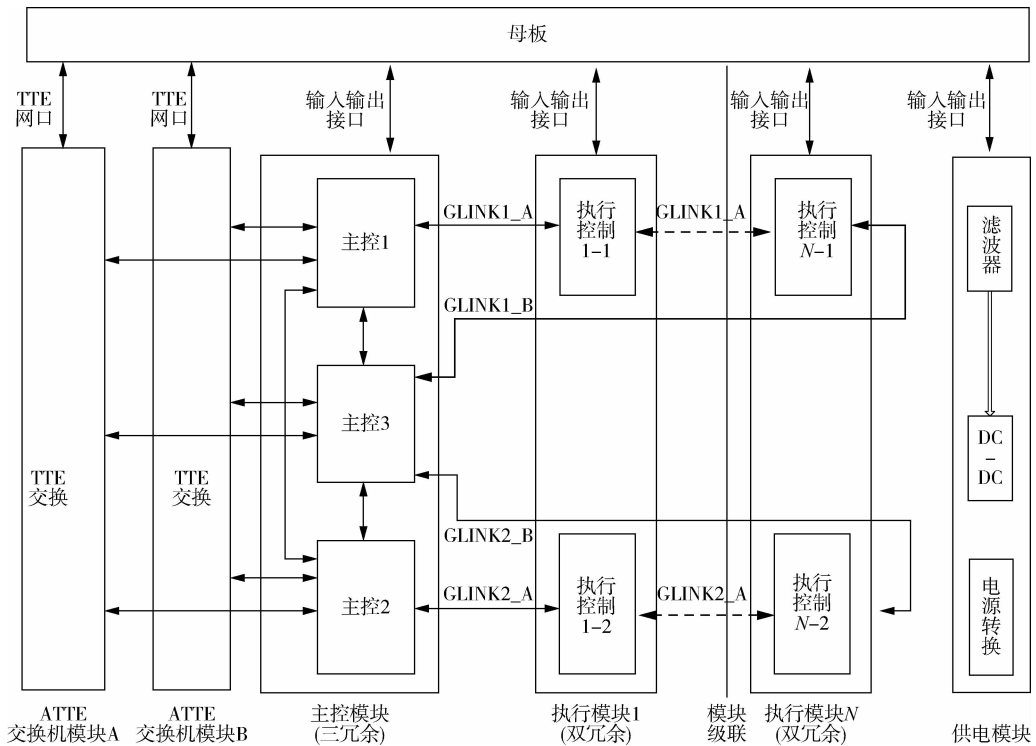 母板
TTE
网口
TTE
网口
输入输出
接口
输入输出
接口
输入输出
接口
输入输出
接口
主控1
GLINK1_A
执行
控制
1-1
GLINK1_A
执行
控制
N-1
滤波器
GLINK1_B
主控3
DC
-
DC
TTE
交换
TTE
交换
GLINK2_B
主控2
GLINK2_A
执行
控制
1-2
GLINK2_A
执行
控制
N-2
电源转换
ATTE
交换机模块A
ATTE
交换机模块B
主控模块
(三冗余)
执行模块1
(双冗余)
模块
级联
执行模块N
(双冗余)
供电模块